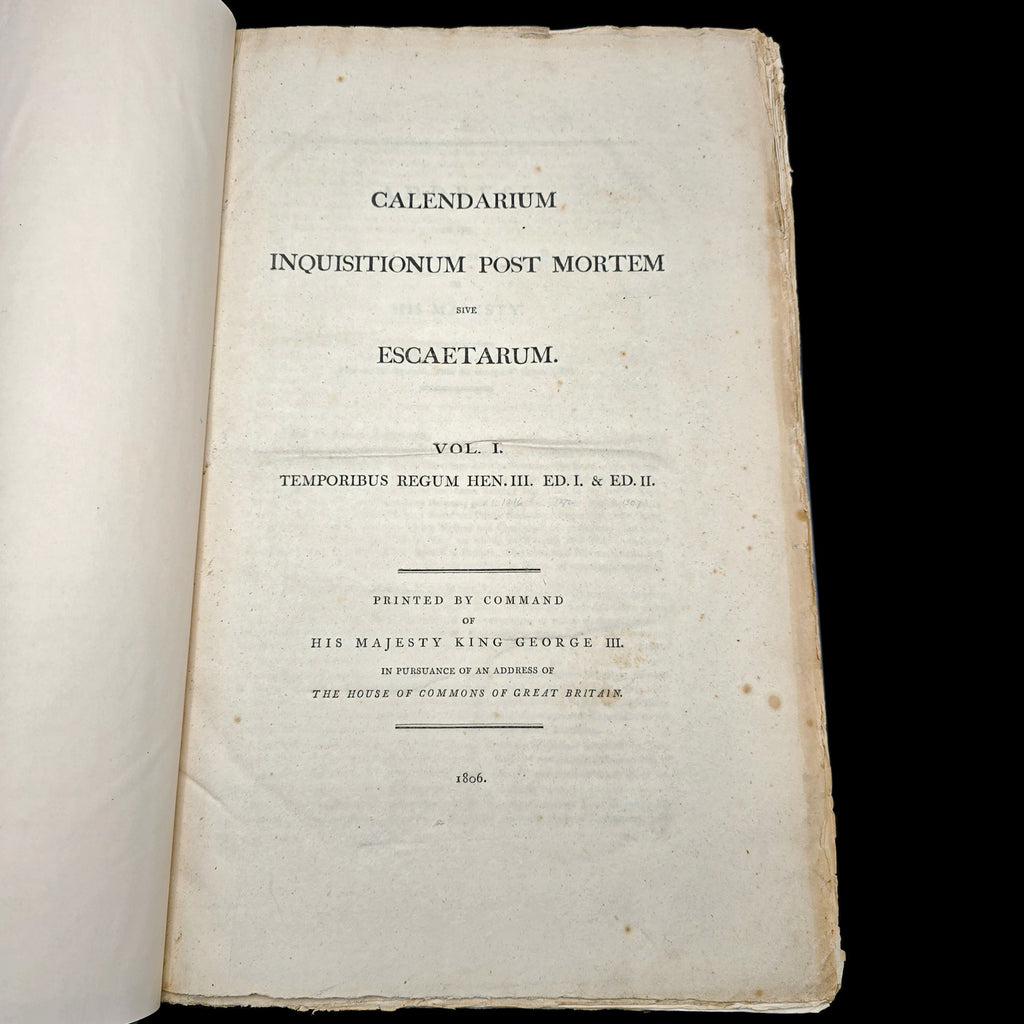 CALENDARIUM
INQUISITIONUM POST MORTEM
SIVE
ESCAETARUM.
VOL. I.
TEMPORIBUS REGUM HEN. III. ED. I. & ED. II.
PRINTED BY COMMAND
OF
HIS MAJESTY KING GEORGE III.
IN PURSUANCE OF AN ADDRESS OF
THE HOUSE OF COMMONS OF GREAT BRITAIN.
1806.